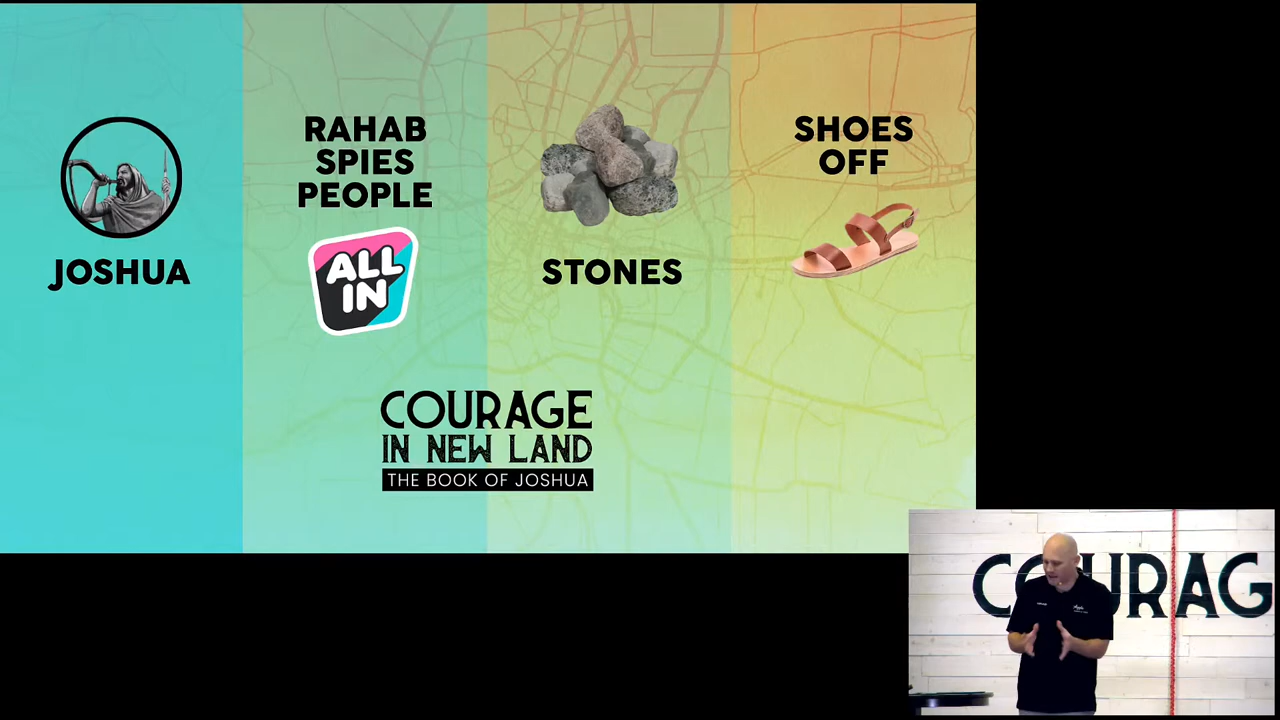 JOSHUA
RAHAB
SPIES
PEOPLE
ALL
IN
STONES
SHOES
OFF
COURAGE
IN NEW LAND
THE BOOK OF JOSHUA
COURAG